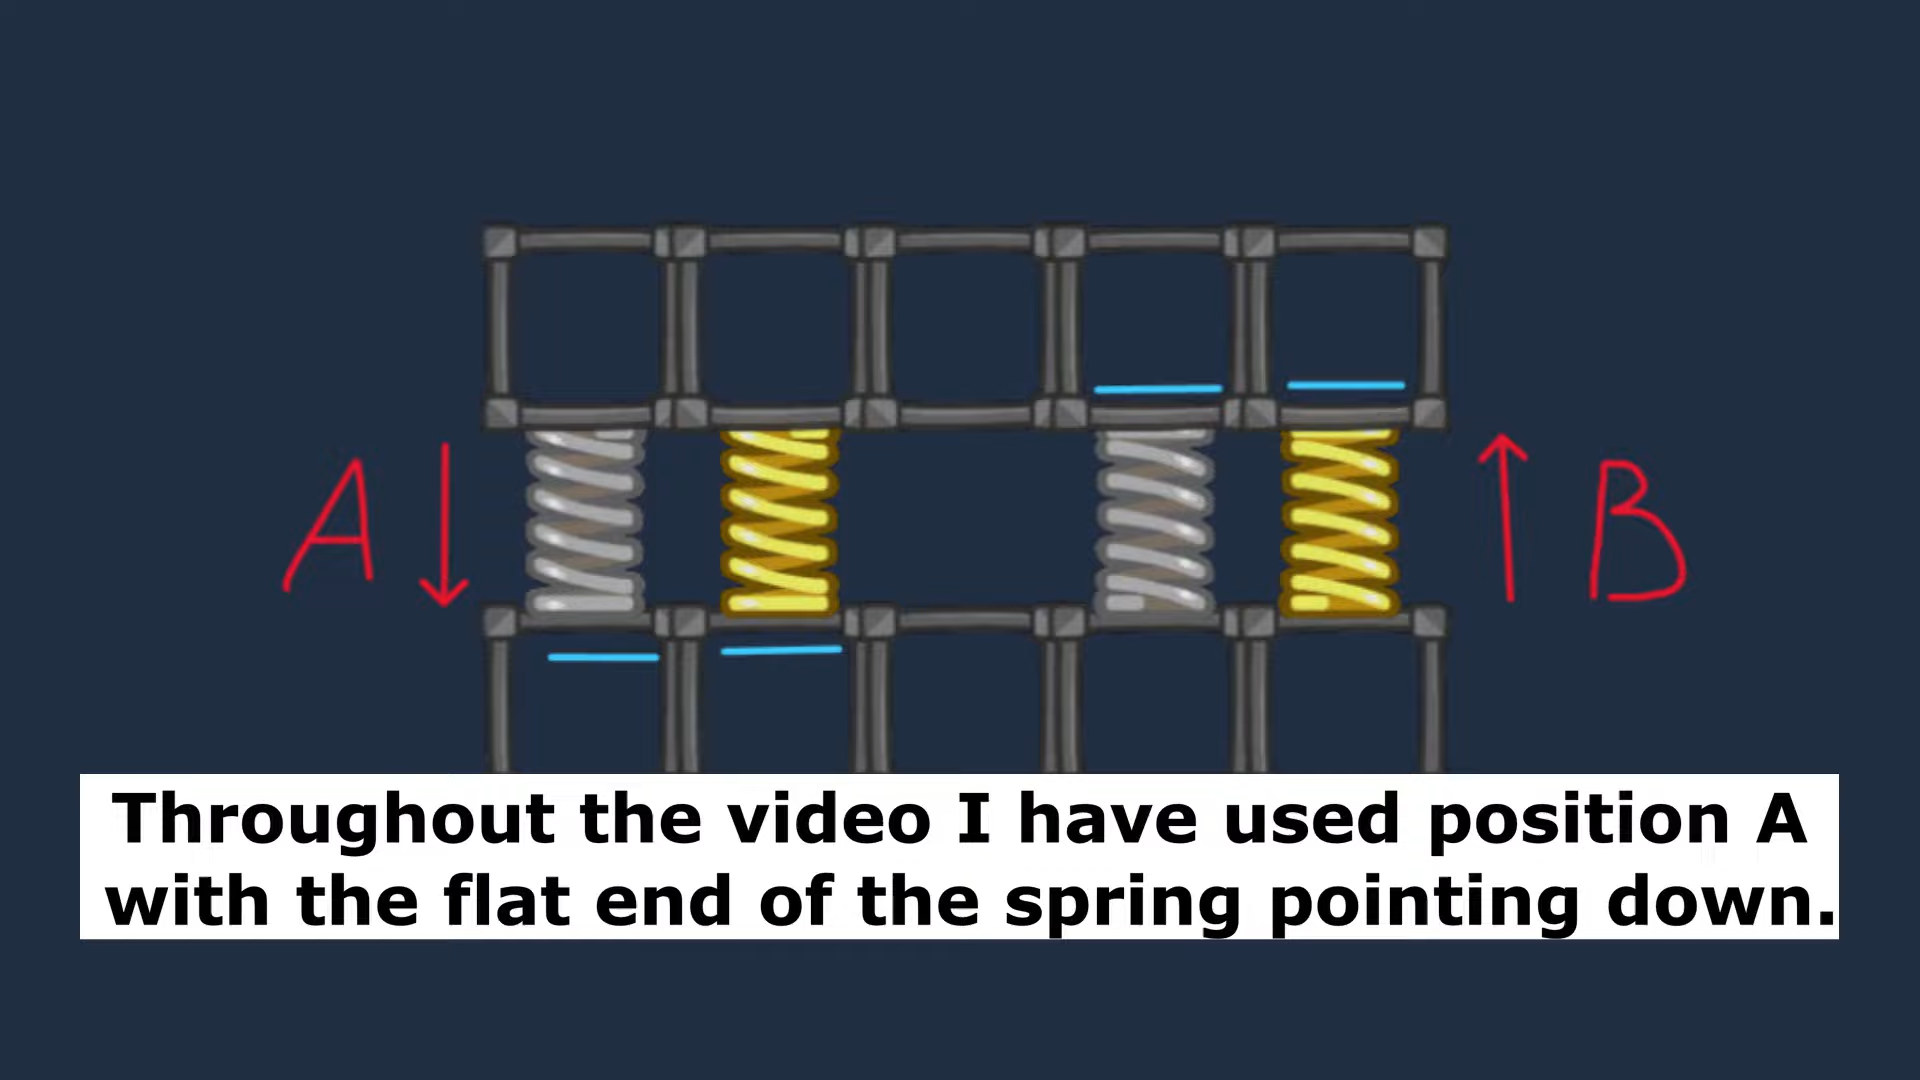 A
B
Throughout the video I have used position A
with the flat end of the spring pointing down.